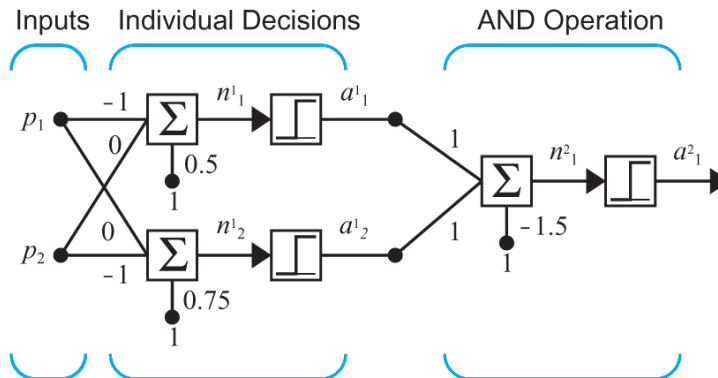 Inputs Individual Decisions AND Operation
p1 -1 Σ n¹1 a¹1
0 0.5 1
1 Σ n²1 a²1
0 1 -1.5
p2 -1 Σ n¹2 a¹2 1
0.75
1